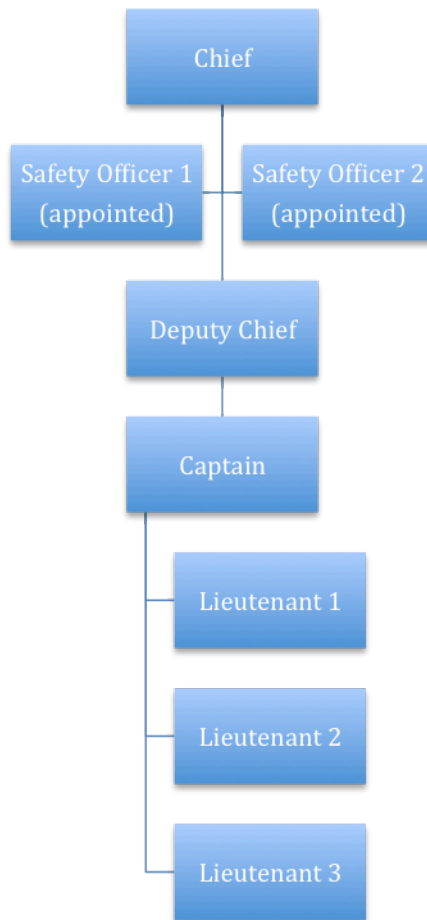 Chief
Safety Officer 1
(appointed)
Safety Officer 2
(appointed)
Deputy Chief
Captain
Lieutenant 1
Lieutenant 2
Lieutenant 3